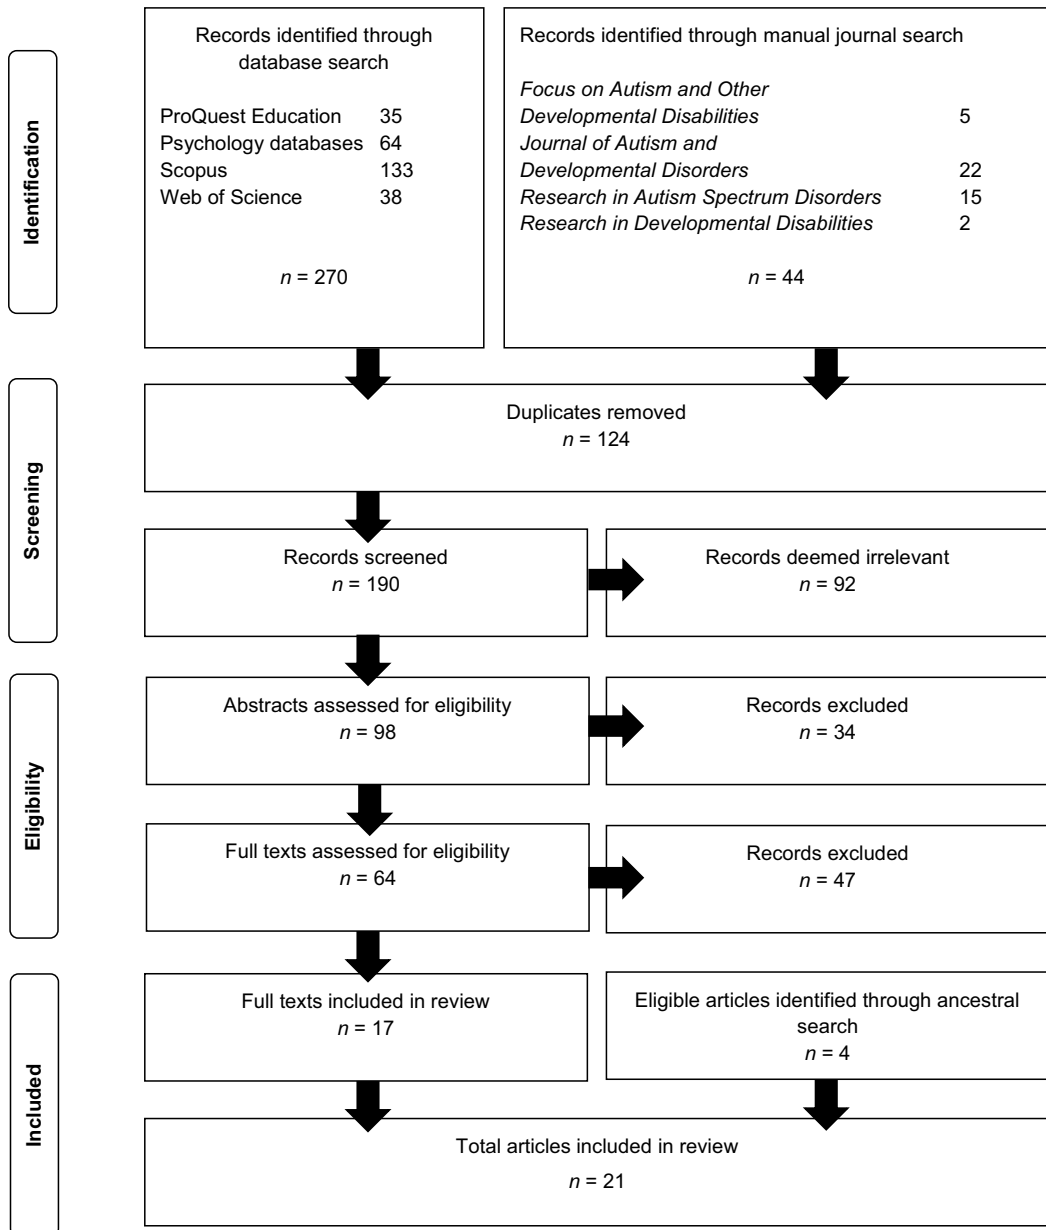 Identification
Records identified through
database search
ProQuest Education 35
Psychology databases 64
Scopus 133
Web of Science 38
n = 270
Records identified through manual journal search
Focus on Autism and Other
Developmental Disabilities 5
Journal of Autism and
Developmental Disorders 22
Research in Autism Spectrum Disorders 15
Research in Developmental Disabilities 2
n = 44
Screening
Duplicates removed
n = 124
Records screened
n = 190
Records deemed irrelevant
n = 92
Eligibility
Abstracts assessed for eligibility
n = 98
Records excluded
n = 34
Full texts assessed for eligibility
n = 64
Records excluded
n = 47
Included
Full texts included in review
n = 17
Eligible articles identified through ancestral
search
n = 4
Total articles included in review
n = 21